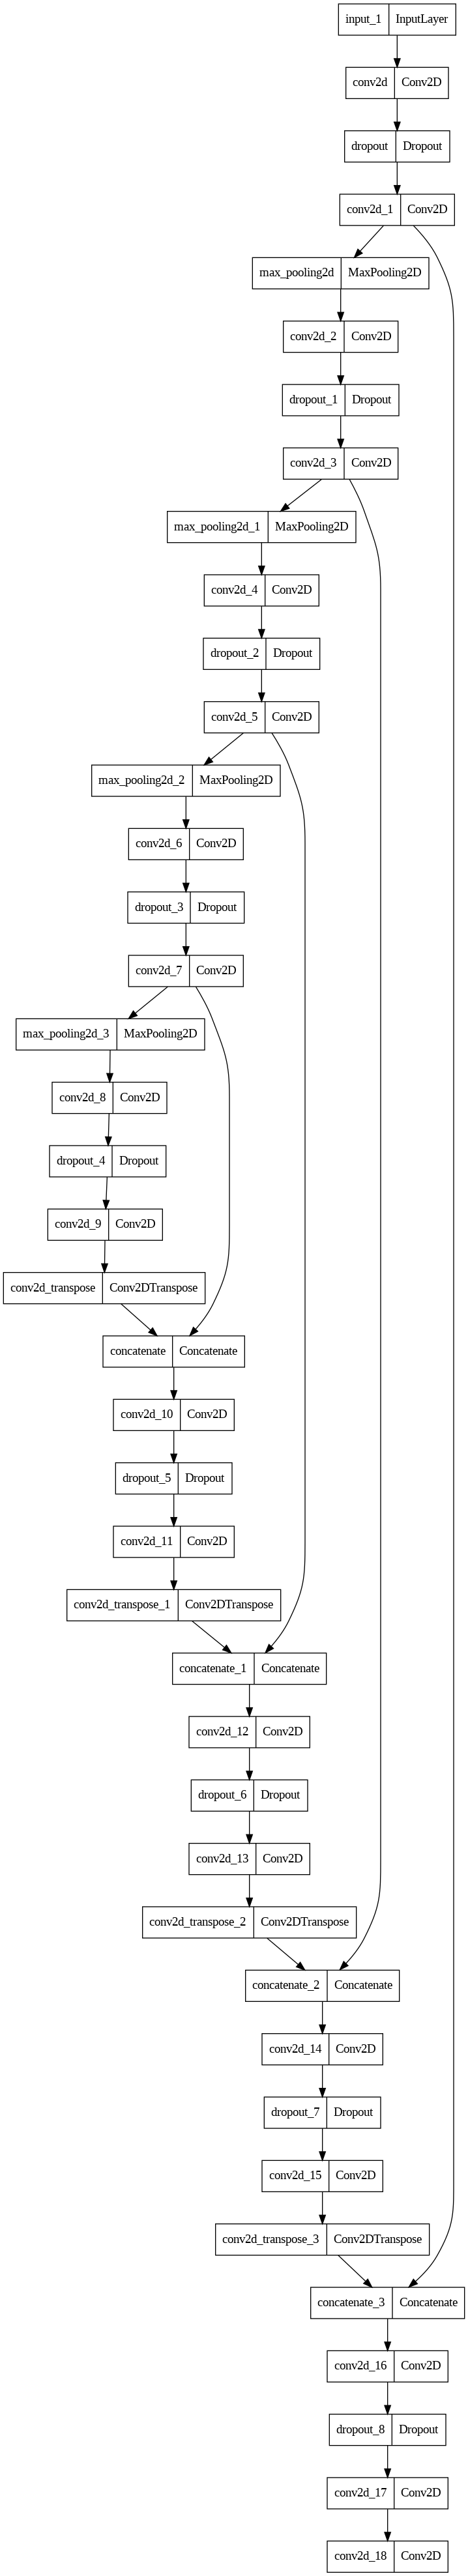 input_1 InputLayer
conv2d Conv2D
dropout Dropout
conv2d_1 Conv2D
max_pooling2d MaxPooling2D
conv2d_2 Conv2D
dropout_1 Dropout
conv2d_3 Conv2D
max_pooling2d_1 MaxPooling2D
conv2d_4 Conv2D
dropout_2 Dropout
conv2d_5 Conv2D
max_pooling2d_2 MaxPooling2D
conv2d_6 Conv2D
dropout_3 Dropout
conv2d_7 Conv2D
max_pooling2d_3 MaxPooling2D
conv2d_8 Conv2D
dropout_4 Dropout
conv2d_9 Conv2D
conv2d_transpose Conv2DTranspose
concatenate Concatenate
conv2d_10 Conv2D
dropout_5 Dropout
conv2d_11 Conv2D
conv2d_transpose_1 Conv2DTranspose
concatenate_1 Concatenate
conv2d_12 Conv2D
dropout_6 Dropout
conv2d_13 Conv2D
conv2d_transpose_2 Conv2DTranspose
concatenate_2 Concatenate
conv2d_14 Conv2D
dropout_7 Dropout
conv2d_15 Conv2D
conv2d_transpose_3 Conv2DTranspose
concatenate_3 Concatenate
conv2d_16 Conv2D
dropout_8 Dropout
conv2d_17 Conv2D
conv2d_18 Conv2D